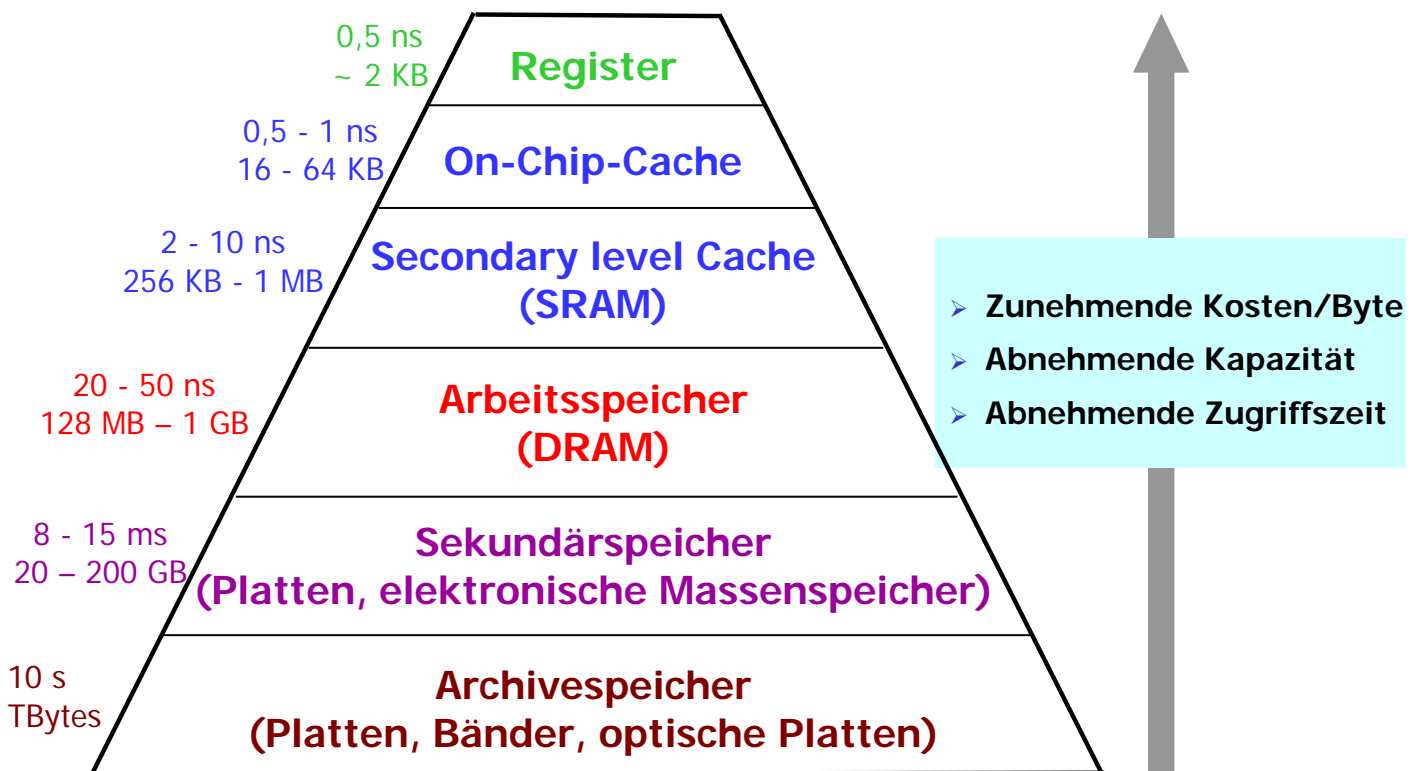 0,5 ns
~ 2 KB
Register
0,5 - 1 ns
16 - 64 KB
On-Chip-Cache
2 - 10 ns
256 KB - 1 MB
Secondary level Cache
(SRAM)
20 - 50 ns
128 MB – 1 GB
Arbeitsspeicher
(DRAM)
8 - 15 ms
20 – 200 GB
Sekundärspeicher
(Platten, elektronische Massenspeicher)
10 s
TBytes
Archivespeicher
(Platten, Bänder, optische Platten)
➢ Zunehmende Kosten/Byte
➢ Abnehmende Kapazität
➢ Abnehmende Zugriffszeit